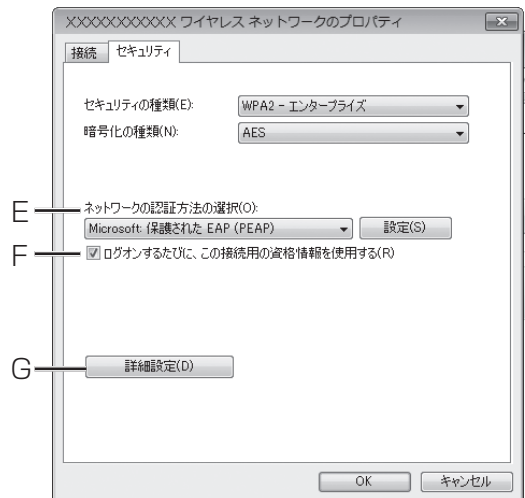 XXXXXXXXXXX ワイヤレス ネットワークのプロパティ
接続 セキュリティ
セキュリティの種類(E): WPA2 - エンタープライズ
暗号化の種類(N): AES
E ネットワークの認証方法の選択(O):
Microsoft: 保護された EAP (PEAP) 設定(S)
F ログオンするたびに、この接続用の資格情報を使用する(R)
G 詳細設定(D)
OK キャンセル